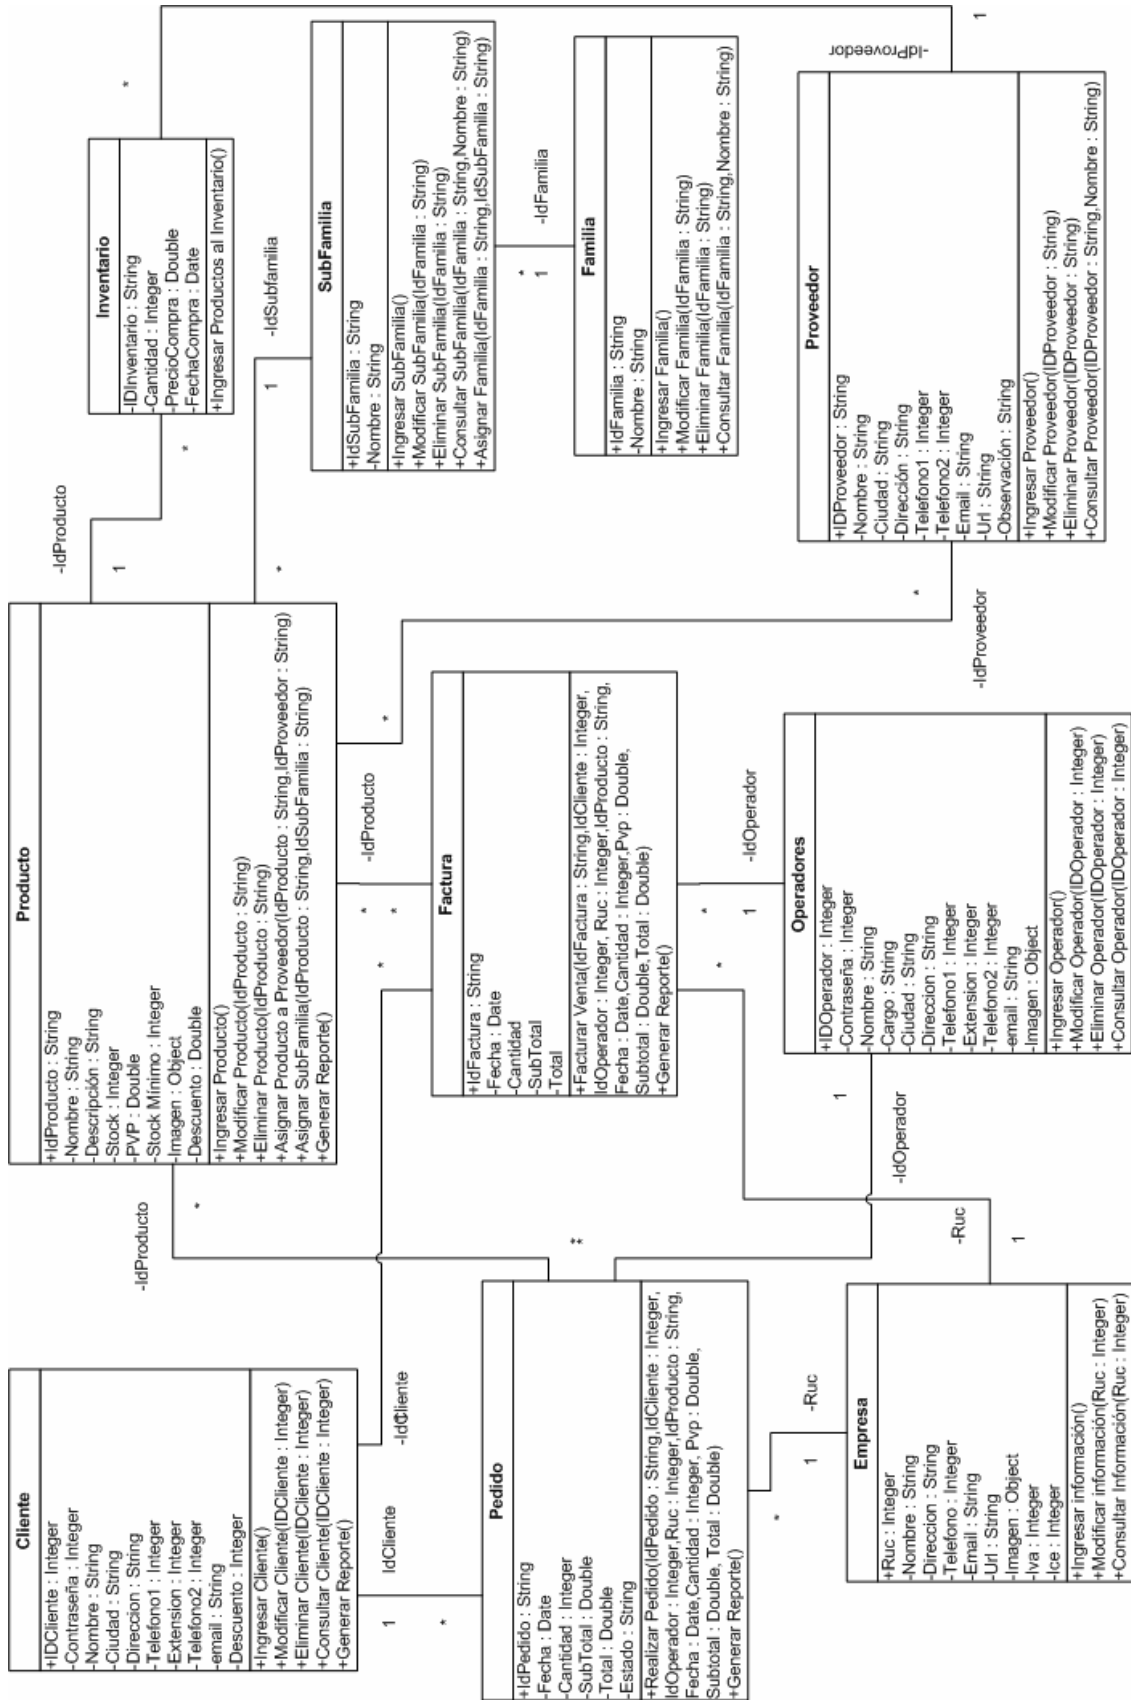 Cliente
+IDCliente : Integer
-Contraseña : Integer
-Nombre : String
-Ciudad : String
-Direccion : String
-Telefono1 : Integer
-Extension : Integer
-Telefono2 : Integer
-email : String
-Descuento : Integer
+Ingresar Cliente()
+Modificar Cliente(IDCliente : Integer)
+Eliminar Cliente(IDCliente : Integer)
+Consultar Cliente(IDCliente : Integer)
+Generar Reporte()
-IdProducto
*
Producto
+IdProducto : String
-Nombre : String
-Descripción : String
-Stock : Integer
-PVP : Double
-Stock Mínimo : Integer
-Imagen : Object
-Descuento : Double
+Ingresar Producto()
+Modificar Producto(IdProducto : String)
+Eliminar Producto(IdProducto : String)
+Asignar Producto a Proveedor(IdProducto : String,IdProveedor : String)
+Asignar SubFamilia(IdProducto : String,IdSubFamilia : String)
+Generar Reporte()
-IdProducto
1
*
Inventario
-IDInventario : String
-Cantidad : Integer
-PrecioCompra : Double
-FechaCompra : Date
+Ingresar Productos al Inventario()
*
*
1
-IdSubfamilia
SubFamilia
+IdSubFamilia : String
-Nombre : String
+Ingresar SubFamilia()
+Modificar SubFamilia(IdFamilia : String)
+Eliminar SubFamilia(IdFamilia : String)
+Consultar SubFamilia(IdFamilia : String,Nombre : String)
+Asignar Familia(IdFamilia : String,IdSubFamilia : String)
*
1
-IdFamilia
Familia
+IdFamilia : String
-Nombre : String
+Ingresar Familia()
+Modificar Familia(IdFamilia : String)
+Eliminar Familia(IdFamilia : String)
+Consultar Familia(IdFamilia : String,Nombre : String)
1
IdCliente
*
-IdCliente
1
*
-IdProducto
*
*
*
Pedido
+IdPedido : String
-Fecha : Date
-Cantidad : Integer
-SubTotal : Double
-Total : Double
-Estado : String
+Realizar Pedido(IdPedido : String,IdCliente : Integer,
IdOperador : Integer,Ruc : Integer,IdProducto : String,
Fecha : Date,Cantidad : Integer, Pvp : Double,
Subtotal : Double, Total : Double)
+Generar Reporte()
*
*
Factura
+IdFactura : String
-Fecha : Date
-Cantidad
-SubTotal
-Total
+Facturar Venta(IdFactura : String,IdCliente : Integer,
IdOperador : Integer, Ruc : Integer,IdProducto : String,
Fecha : Date,Cantidad : Integer,Pvp : Double,
Subtotal : Double,Total : Double)
+Generar Reporte()
*
-Ruc
1
*
*
1
-IdOperador
1
-IdOperador
-Ruc
1
*
-IdProveedor
-IdProveedor
1
Empresa
+Ruc : Integer
-Nombre : String
-Direccion : String
-Telefono : Integer
-Email : String
-Url : String
-Imagen : Object
-Iva : Integer
-Ice : Integer
+Ingresar información()
+Modificar información(Ruc : Integer)
+Consultar Información(Ruc : Integer)
Operadores
+IDOperador : Integer
-Contraseña : Integer
-Nombre : String
-Cargo : String
-Ciudad : String
-Direccion : String
-Telefono1 : Integer
-Extension : Integer
-Telefono2 : Integer
-email : String
-Imagen : Object
+Ingresar Operador()
+Modificar Operador(IDOperador : Integer)
+Eliminar Operador(IDOperador : Integer)
+Consultar Operador(IDOperador : Integer)
Proveedor
+IDProveedor : String
-Nombre : String
-Ciudad : String
-Dirección : String
-Telefono1 : Integer
-Telefono2 : Integer
-Email : String
-Url : String
-Observación : String
+Ingresar Proveedor()
+Modificar Proveedor(IDProveedor : String)
+Eliminar Proveedor(IDProveedor : String)
+Consultar Proveedor(IDProveedor : String,Nombre : String)